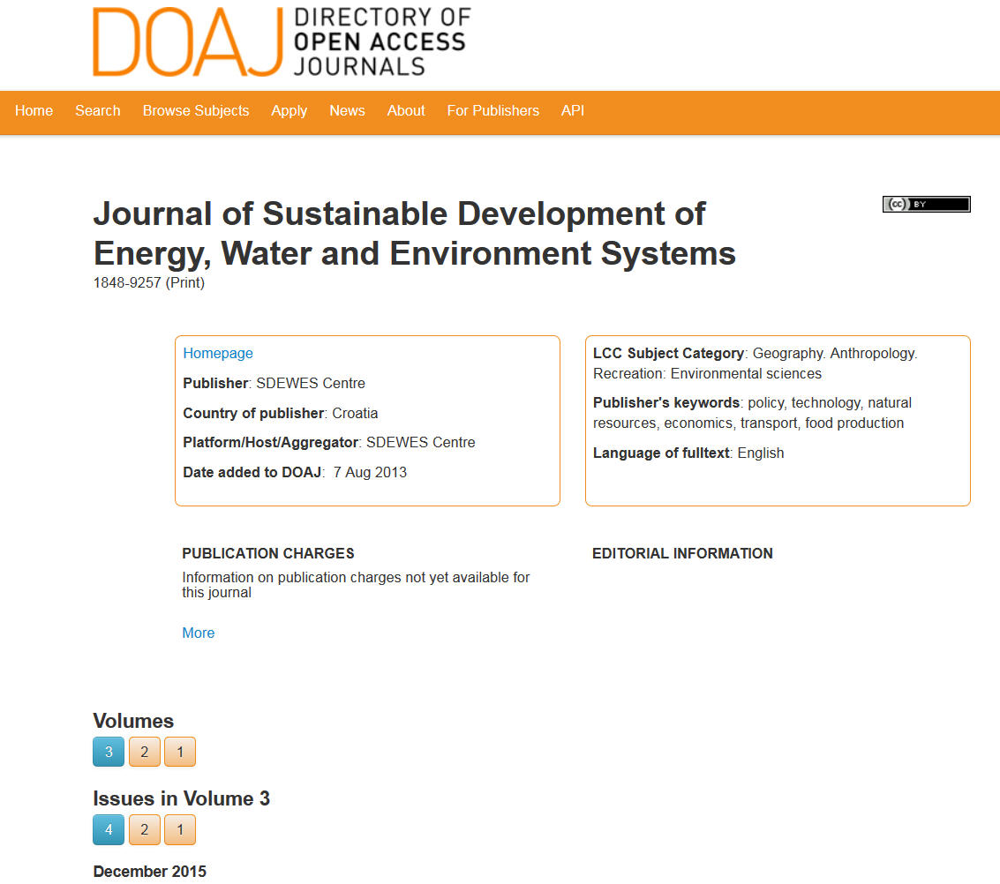 DOAJ DIRECTORY OF
OPEN ACCESS
JOURNALS
Home Search Browse Subjects Apply News About For Publishers API
Journal of Sustainable Development of
Energy, Water and Environment Systems
1848-9257 (Print)
(cc) BY
Homepage
Publisher: SDEWES Centre
Country of publisher: Croatia
Platform/Host/Aggregator: SDEWES Centre
Date added to DOAJ: 7 Aug 2013
LCC Subject Category: Geography. Anthropology.
Recreation: Environmental sciences
Publisher's keywords: policy, technology, natural
resources, economics, transport, food production
Language of fulltext: English
PUBLICATION CHARGES
Information on publication charges not yet available for
this journal
More
EDITORIAL INFORMATION
Volumes
3 2 1
Issues in Volume 3
4 2 1
December 2015